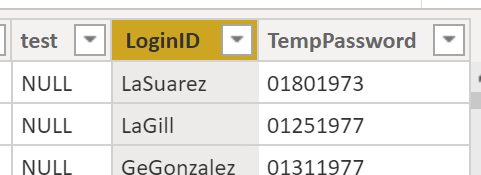 test LoginID TempPassword
NULL LaSuarez 01801973
NULL LaGill 01251977
NULL GeGonzalez 01311977